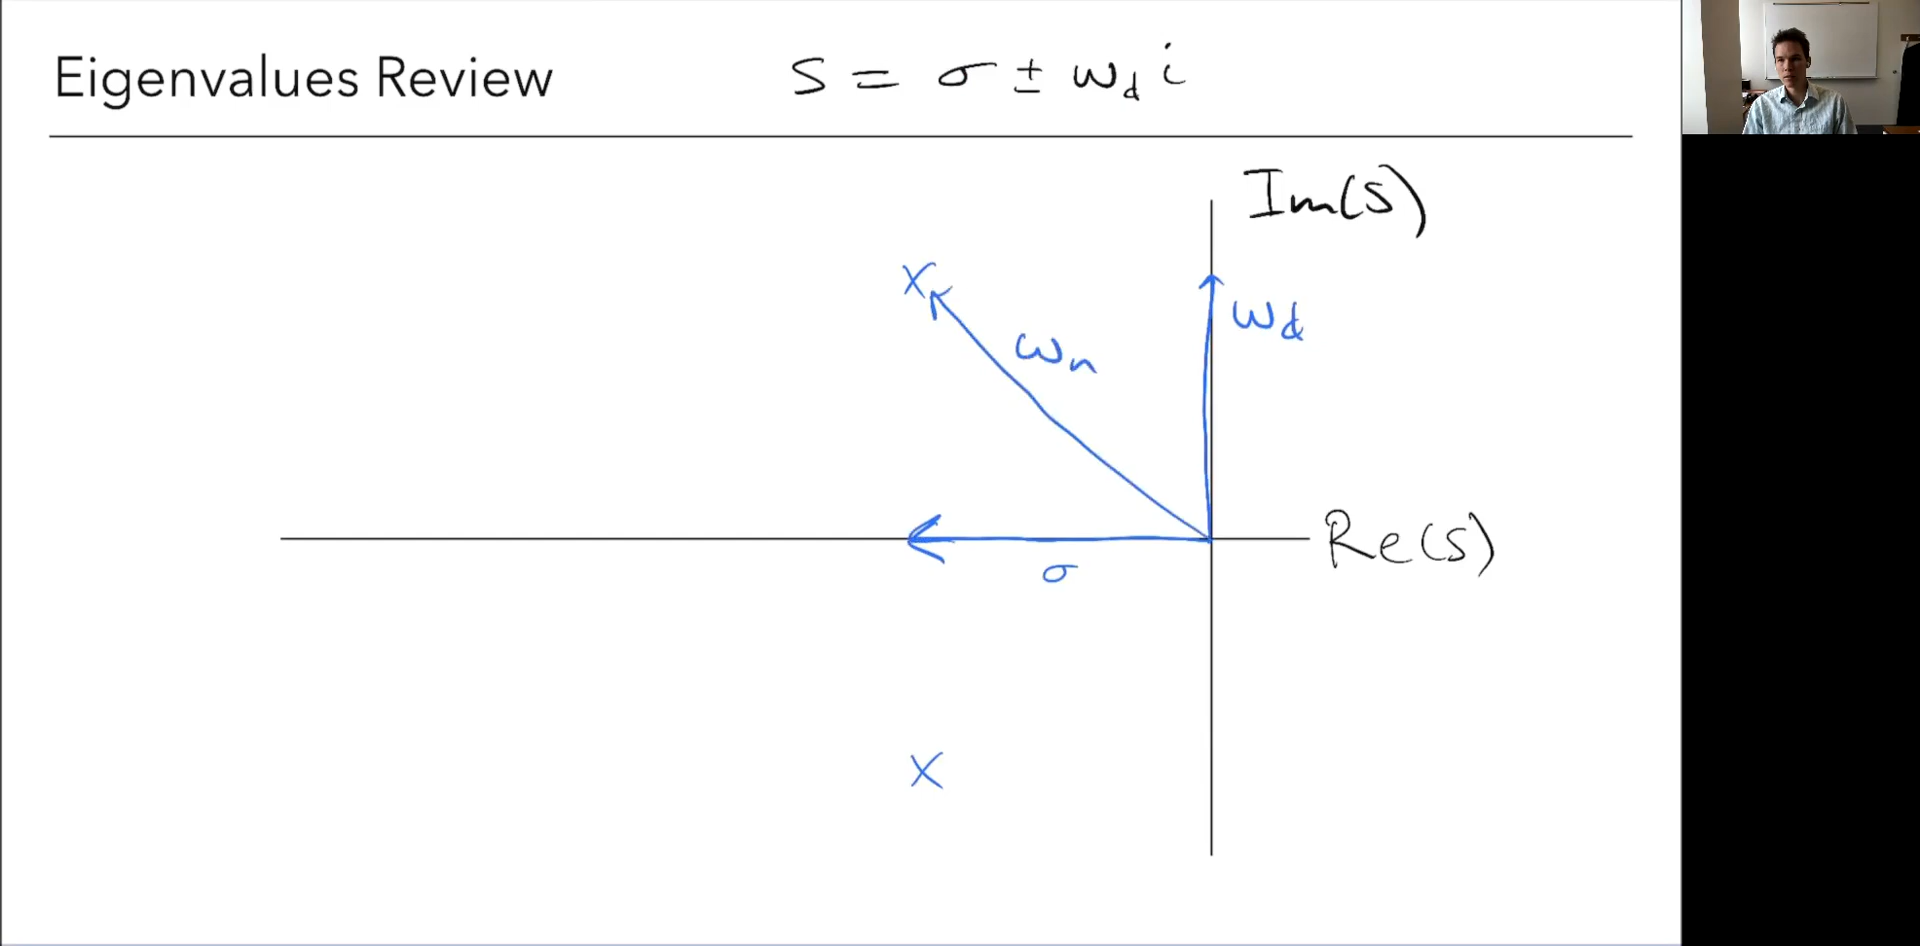 Eigenvalues Review
s = σ ± ω_d i
Im(s)
x
ω_n
ω_d
σ
Re(s)
x